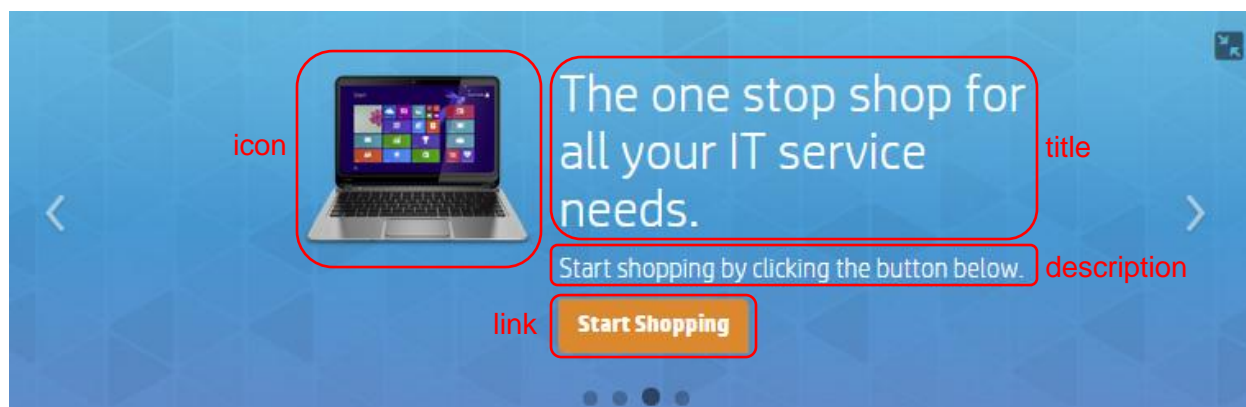 The one stop shop for
icon
all your IT service
title
needs.
Start shopping by clicking the button below.
description
link
Start Shopping